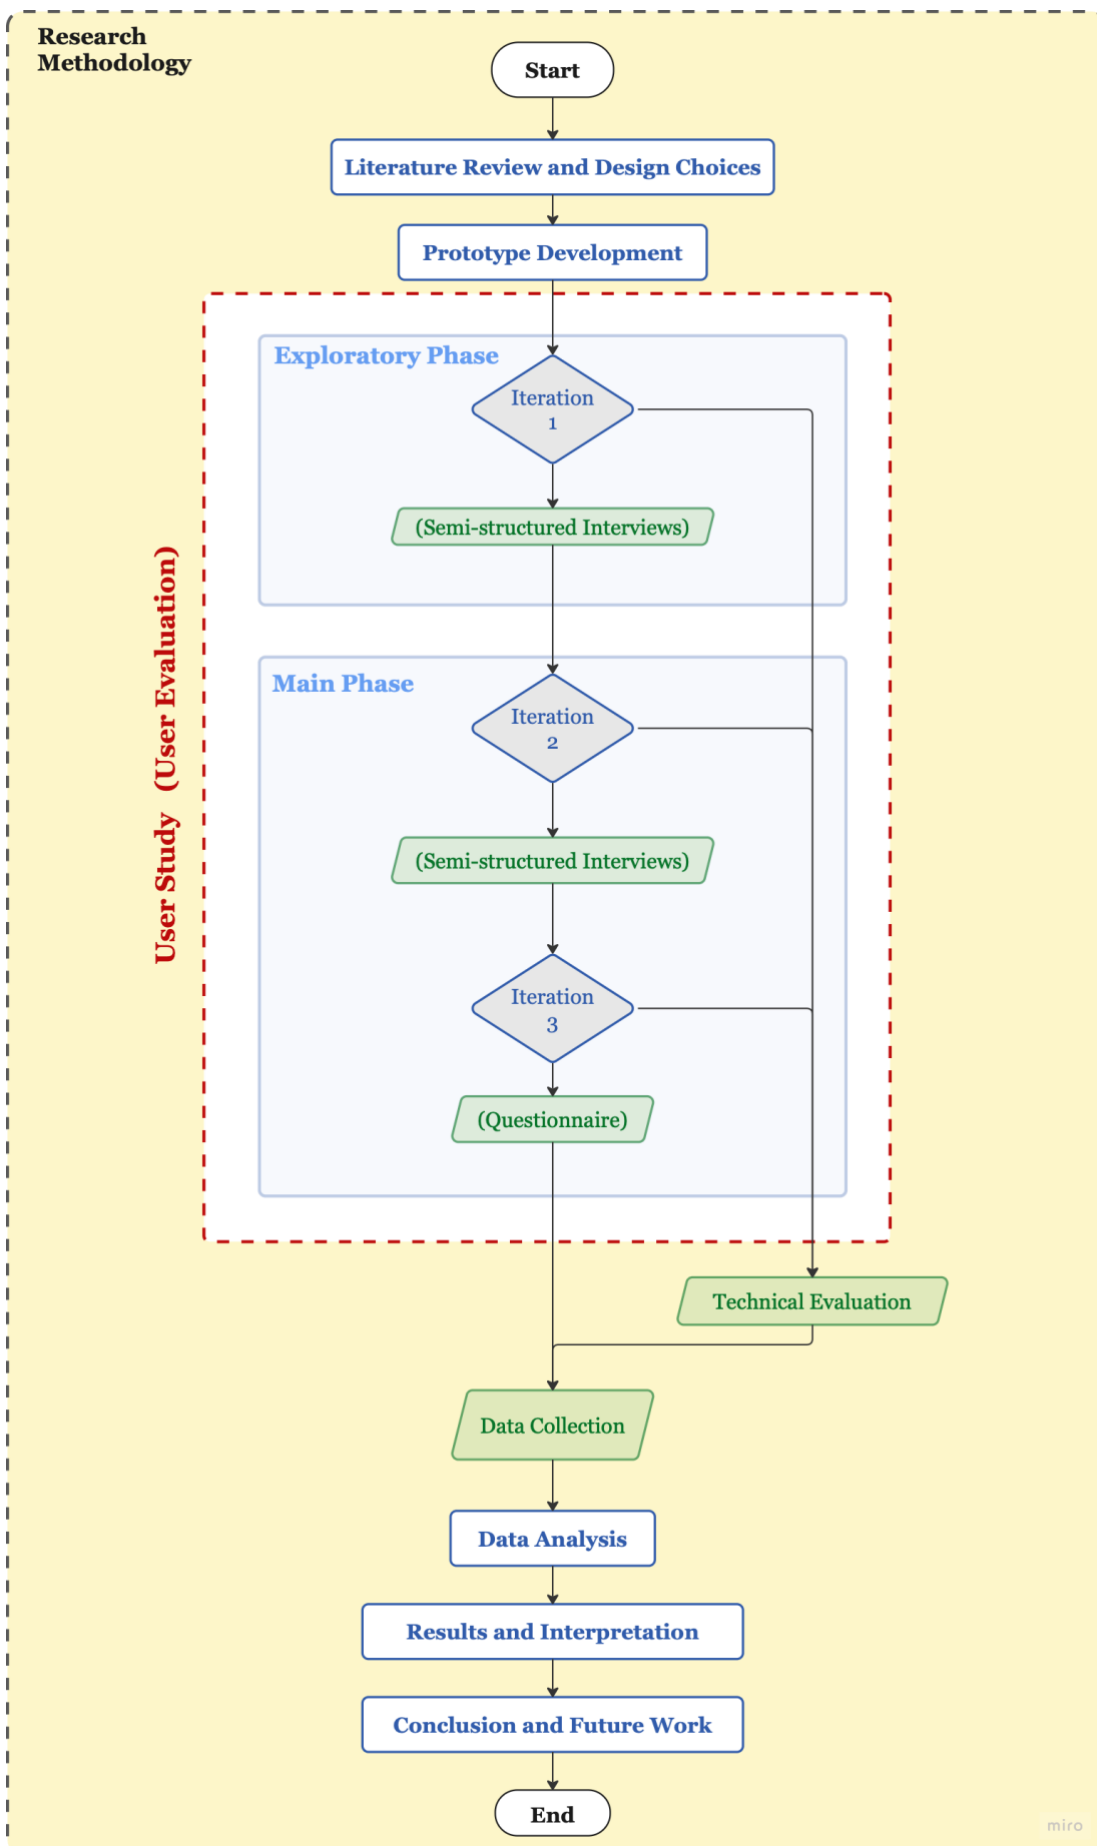 Research
Methodology
Start
Literature Review and Design Choices
Prototype Development
Exploratory Phase
Iteration
1
(Semi-structured Interviews)
User Study (User Evaluation)
Main Phase
Iteration
2
(Semi-structured Interviews)
Iteration
3
(Questionnaire)
Technical Evaluation
Data Collection
Data Analysis
Results and Interpretation
Conclusion and Future Work
End
miro